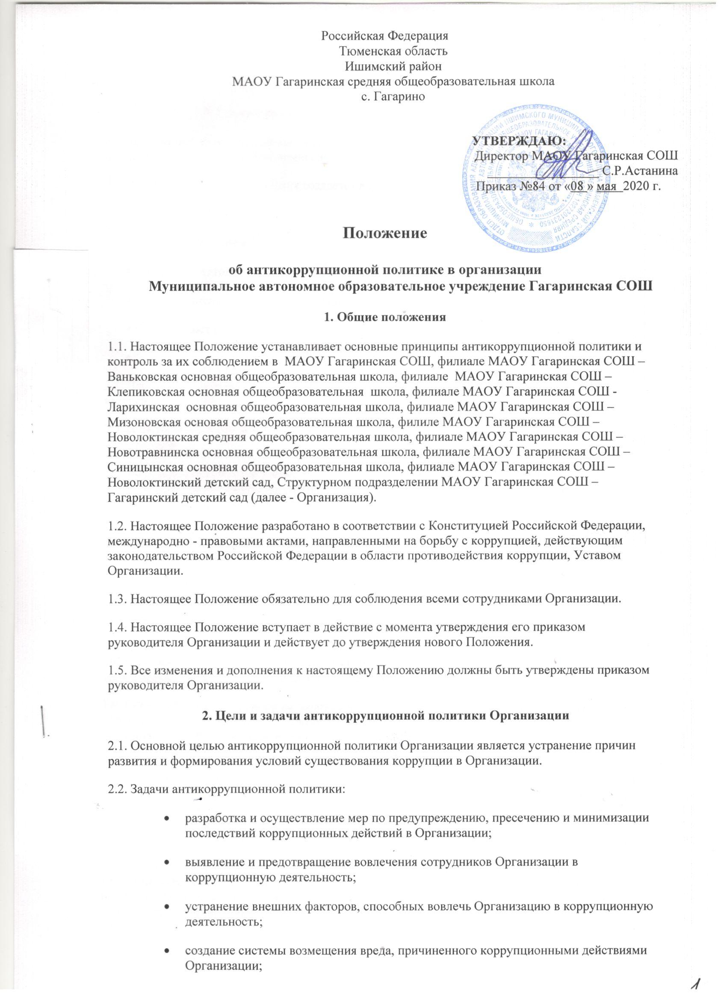 Российская Федерация
Тюменская область
Ишимский район
МАОУ Гагаринская средняя общеобразовательная школа
с. Гагарино
УТВЕРЖДАЮ:
Директор МАОУ Гагаринская СОШ
С.Р.Астанина
Приказ №84 от «08 » мая 2020 г.
Положение
об антикоррупционной политике в организации
Муниципальное автономное образовательное учреждение Гагаринская СОШ
1. Общие положения
1.1. Настоящее Положение устанавливает основные принципы антикоррупционной политики и
контроль за их соблюдением в МАОУ Гагаринская СОШ, филиале МАОУ Гагаринская СОШ –
Ваньковская основная общеобразовательная школа, филиале МАОУ Гагаринская СОШ –
Клепиковская основная общеобразовательная школа, филиале МАОУ Гагаринская СОШ -
Ларихинская основная общеобразовательная школа, филиале МАОУ Гагаринская СОШ –
Мизоновская основая общеобразовательная школа, филиле МАОУ Гагаринская СОШ –
Новолоктинская средняя общеобразовательная школа, филиале МАОУ Гагаринская СОШ –
Новотравнинска основная общеобразовательная школа, филиале МАОУ Гагаринская СОШ –
Синицынская основная общеобразовательная школа, филиале МАОУ Гагаринская СОШ –
Новолоктинский детский сад, Структурном подразделении МАОУ Гагаринская СОШ –
Гагаринский детский сад (далее - Организация).
1.2. Настоящее Положение разработано в соответствии с Конституцией Российской Федерации,
международно - правовыми актами, направленными на борьбу с коррупцией, действующим
законодательством Российской Федерации в области противодействия коррупции, Уставом
Организации.
1.3. Настоящее Положение обязательно для соблюдения всеми сотрудниками Организации.
1.4. Настоящее Положение вступает в действие с момента утверждения его приказом
руководителя Организации и действует до утверждения нового Положения.
1.5. Все изменения и дополнения к настоящему Положению должны быть утверждены приказом
руководителя Организации.
2. Цели и задачи антикоррупционной политики Организации
2.1. Основной целью антикоррупционной политики Организации является устранение причин
развития и формирования условий существования коррупции в Организации.
2.2. Задачи антикоррупционной политики:
• разработка и осуществление мер по предупреждению, пресечению и минимизации
последствий коррупционных действий в Организации;
• выявление и предотвращение вовлечения сотрудников Организации в
коррупционную деятельность;
• устранение внешних факторов, способных вовлечь Организацию в коррупционную
деятельность;
• создание системы возмещения вреда, причиненного коррупционными действиями
Организации;
1